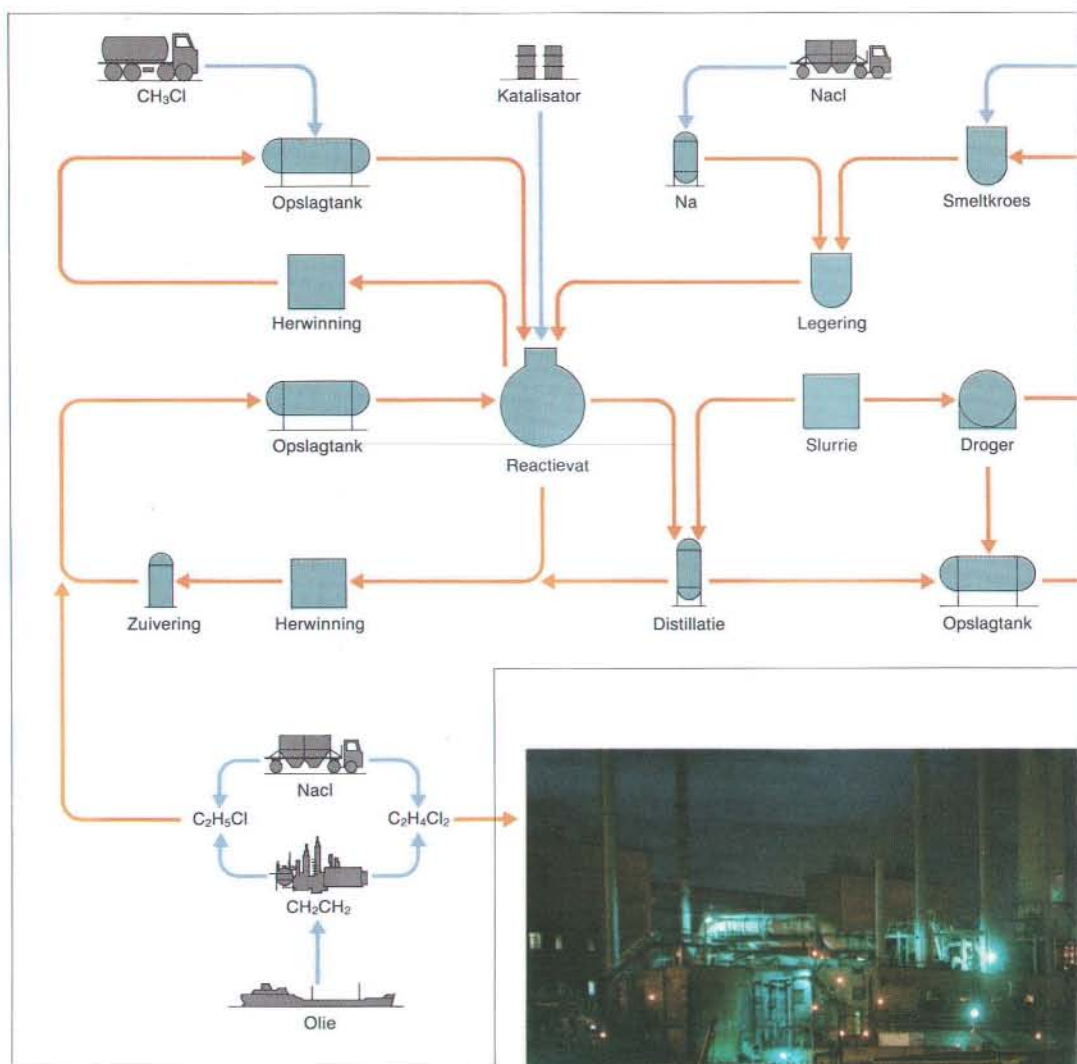 CH₃Cl
Katalisator
Nacl
Opslagtank
Na
Smeltkroes
Herwinning
Legering
Opslagtank
Reactievat
Slurrie
Droger
Zuivering
Herwinning
Distillatie
Opslagtank
Nacl
C₂H₅Cl
C₂H₄Cl₂
CH₂CH₂
Olie